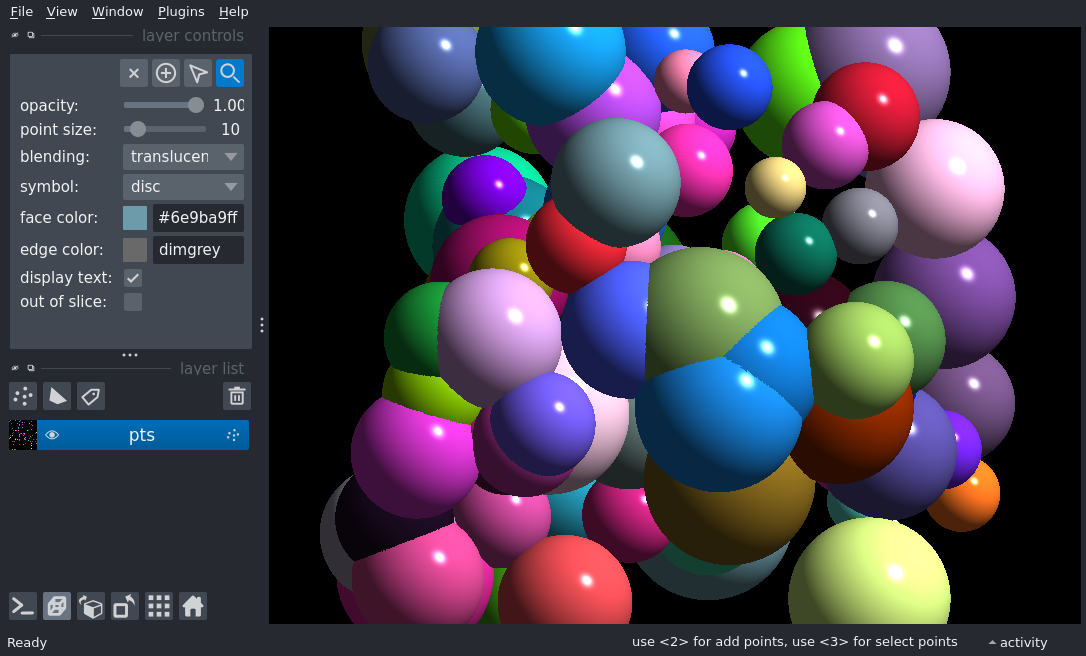 File View Window Plugins Help
layer controls
opacity: 1.00
point size: 10
blending: translucen
symbol: disc
face color: #6e9ba9ff
edge color: dimgrey
display text:
out of slice:
layer list
pts
Ready use <2> for add points, use <3> for select points activity